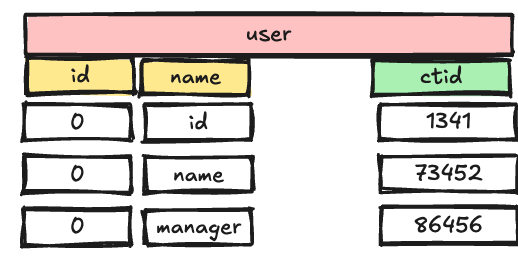 user
id name ctid
0 id 1341
0 name 73452
0 manager 86456